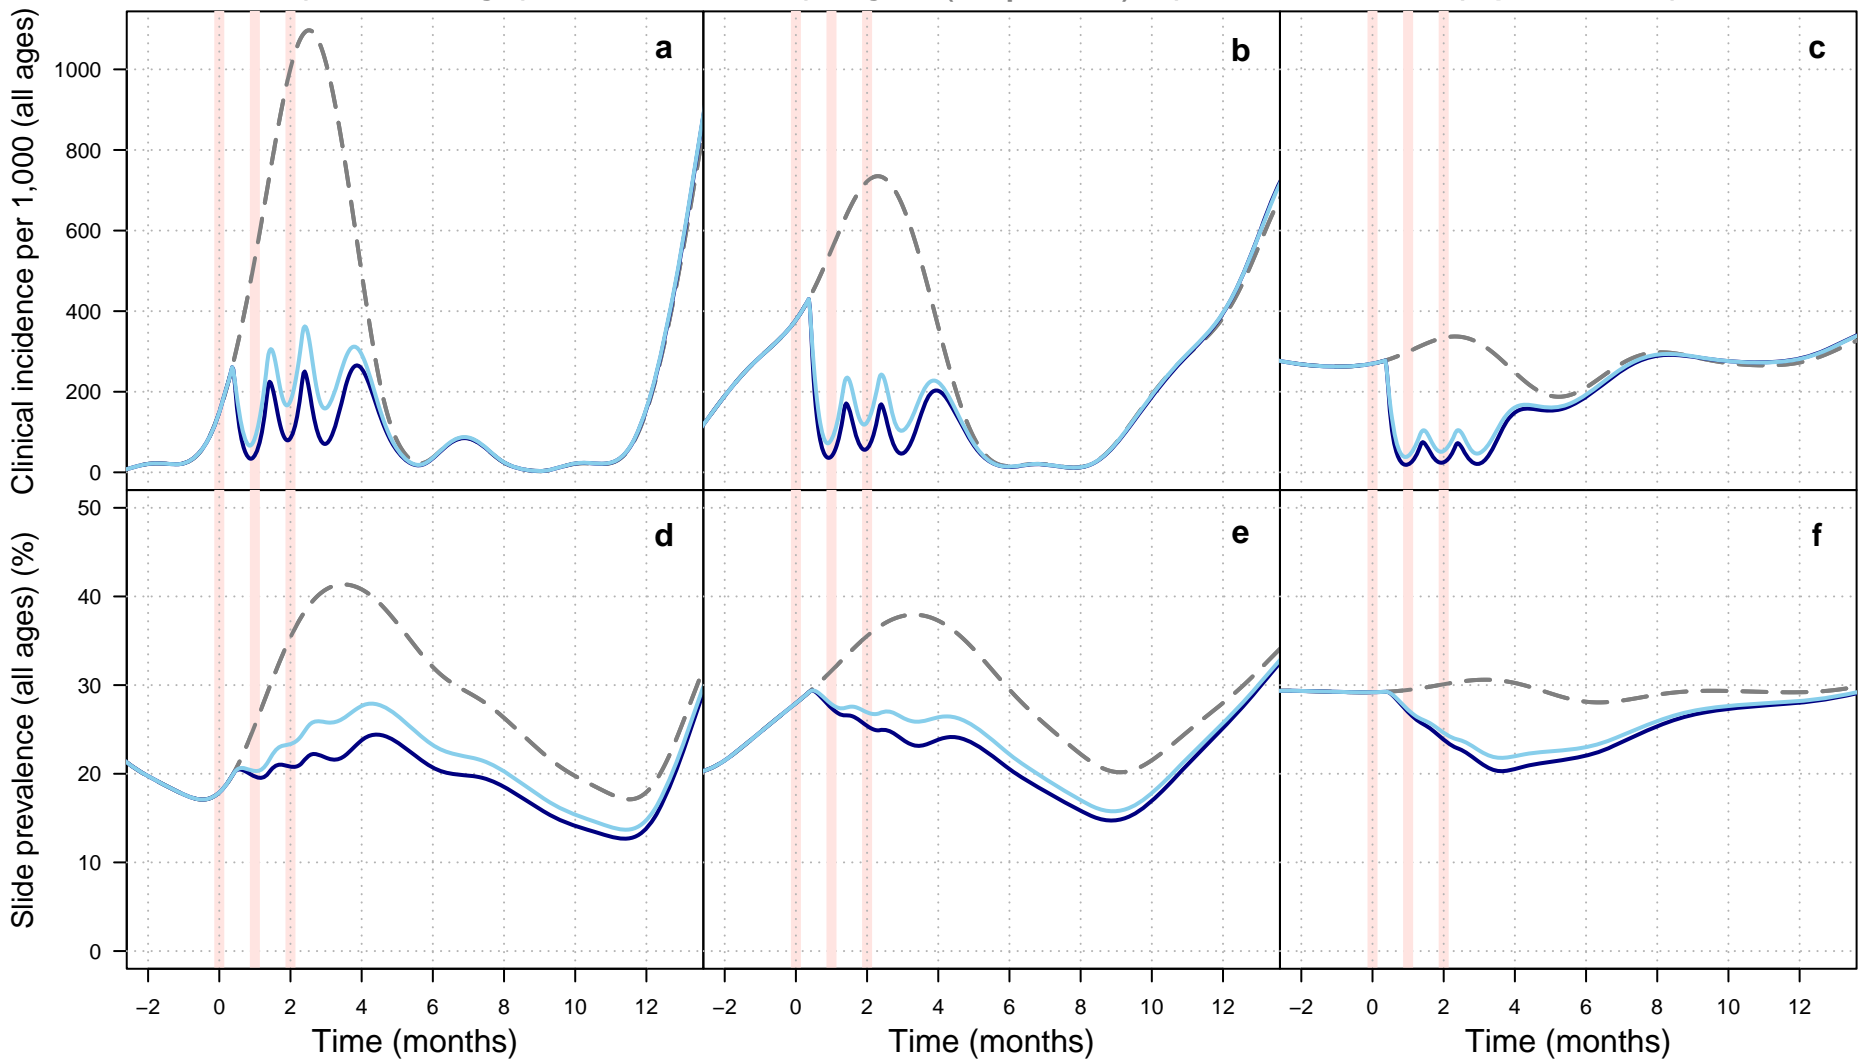 Clinical incidence per 1,000 (all ages)
1000
800
600
400
200
0
a
b
c
Slide prevalence (all ages) (%)
50
40
30
20
10
0
d
e
f
−2 0 2 4 6 8 10 12 −2 0 2 4 6 8 10 12 −2 0 2 4 6 8 10 12
Time (months) Time (months) Time (months)